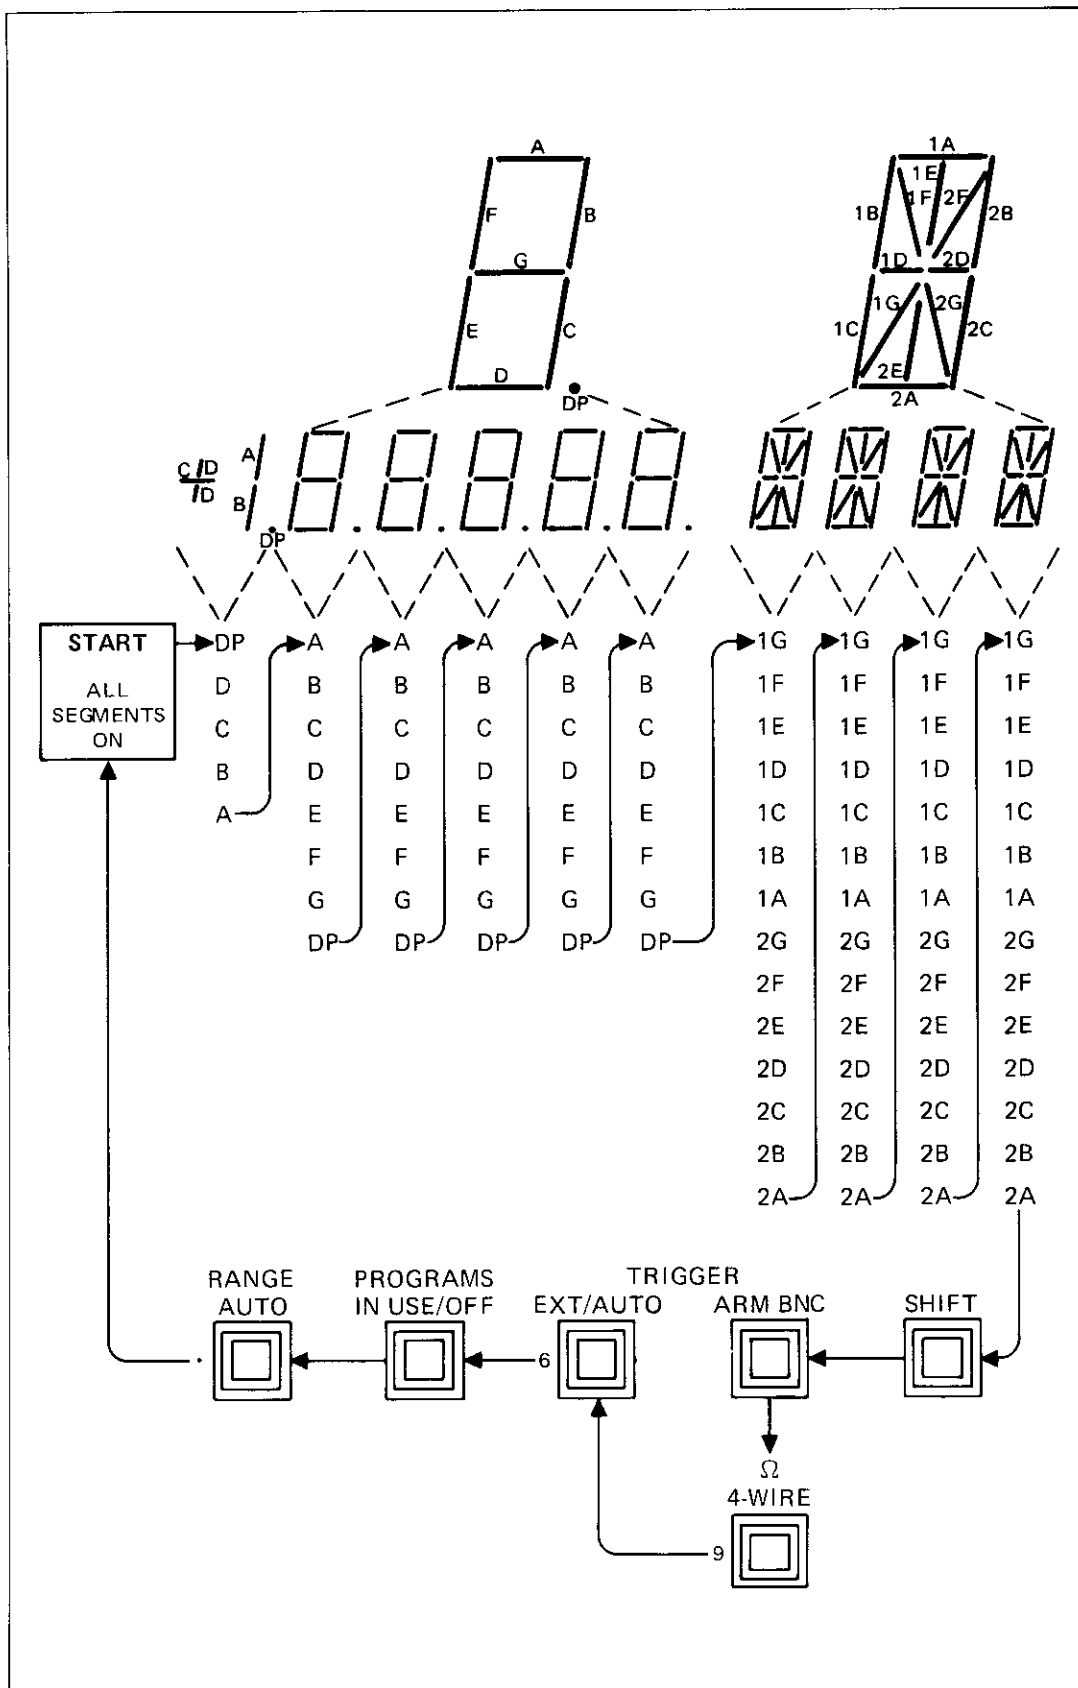 A
F
B
G
E
C
D
DP
1A
1E
1F 2F
1B
2B
1D 2D
1G 2G
1C
2C
2E
2A
C D
D
A
B
DP
START
ALL
SEGMENTS
ON
DP A A A A A 1G 1G 1G 1G
D B B B B B 1F 1F 1F 1F
C C C C C C 1E 1E 1E 1E
B D D D D D 1D 1D 1D 1D
A E E E E E 1C 1C 1C 1C
F F F F F 1B 1B 1B 1B
G G G G G 1A 1A 1A 1A
DP DP DP DP DP 2G 2G 2G 2G
2F 2F 2F 2F
2E 2E 2E 2E
2D 2D 2D 2D
2C 2C 2C 2C
2B 2B 2B 2B
2A 2A 2A 2A
RANGE
AUTO
PROGRAMS
IN USE/OFF
TRIGGER
EXT/AUTO
ARM BNC
SHIFT
6
Ω
4-WIRE
9